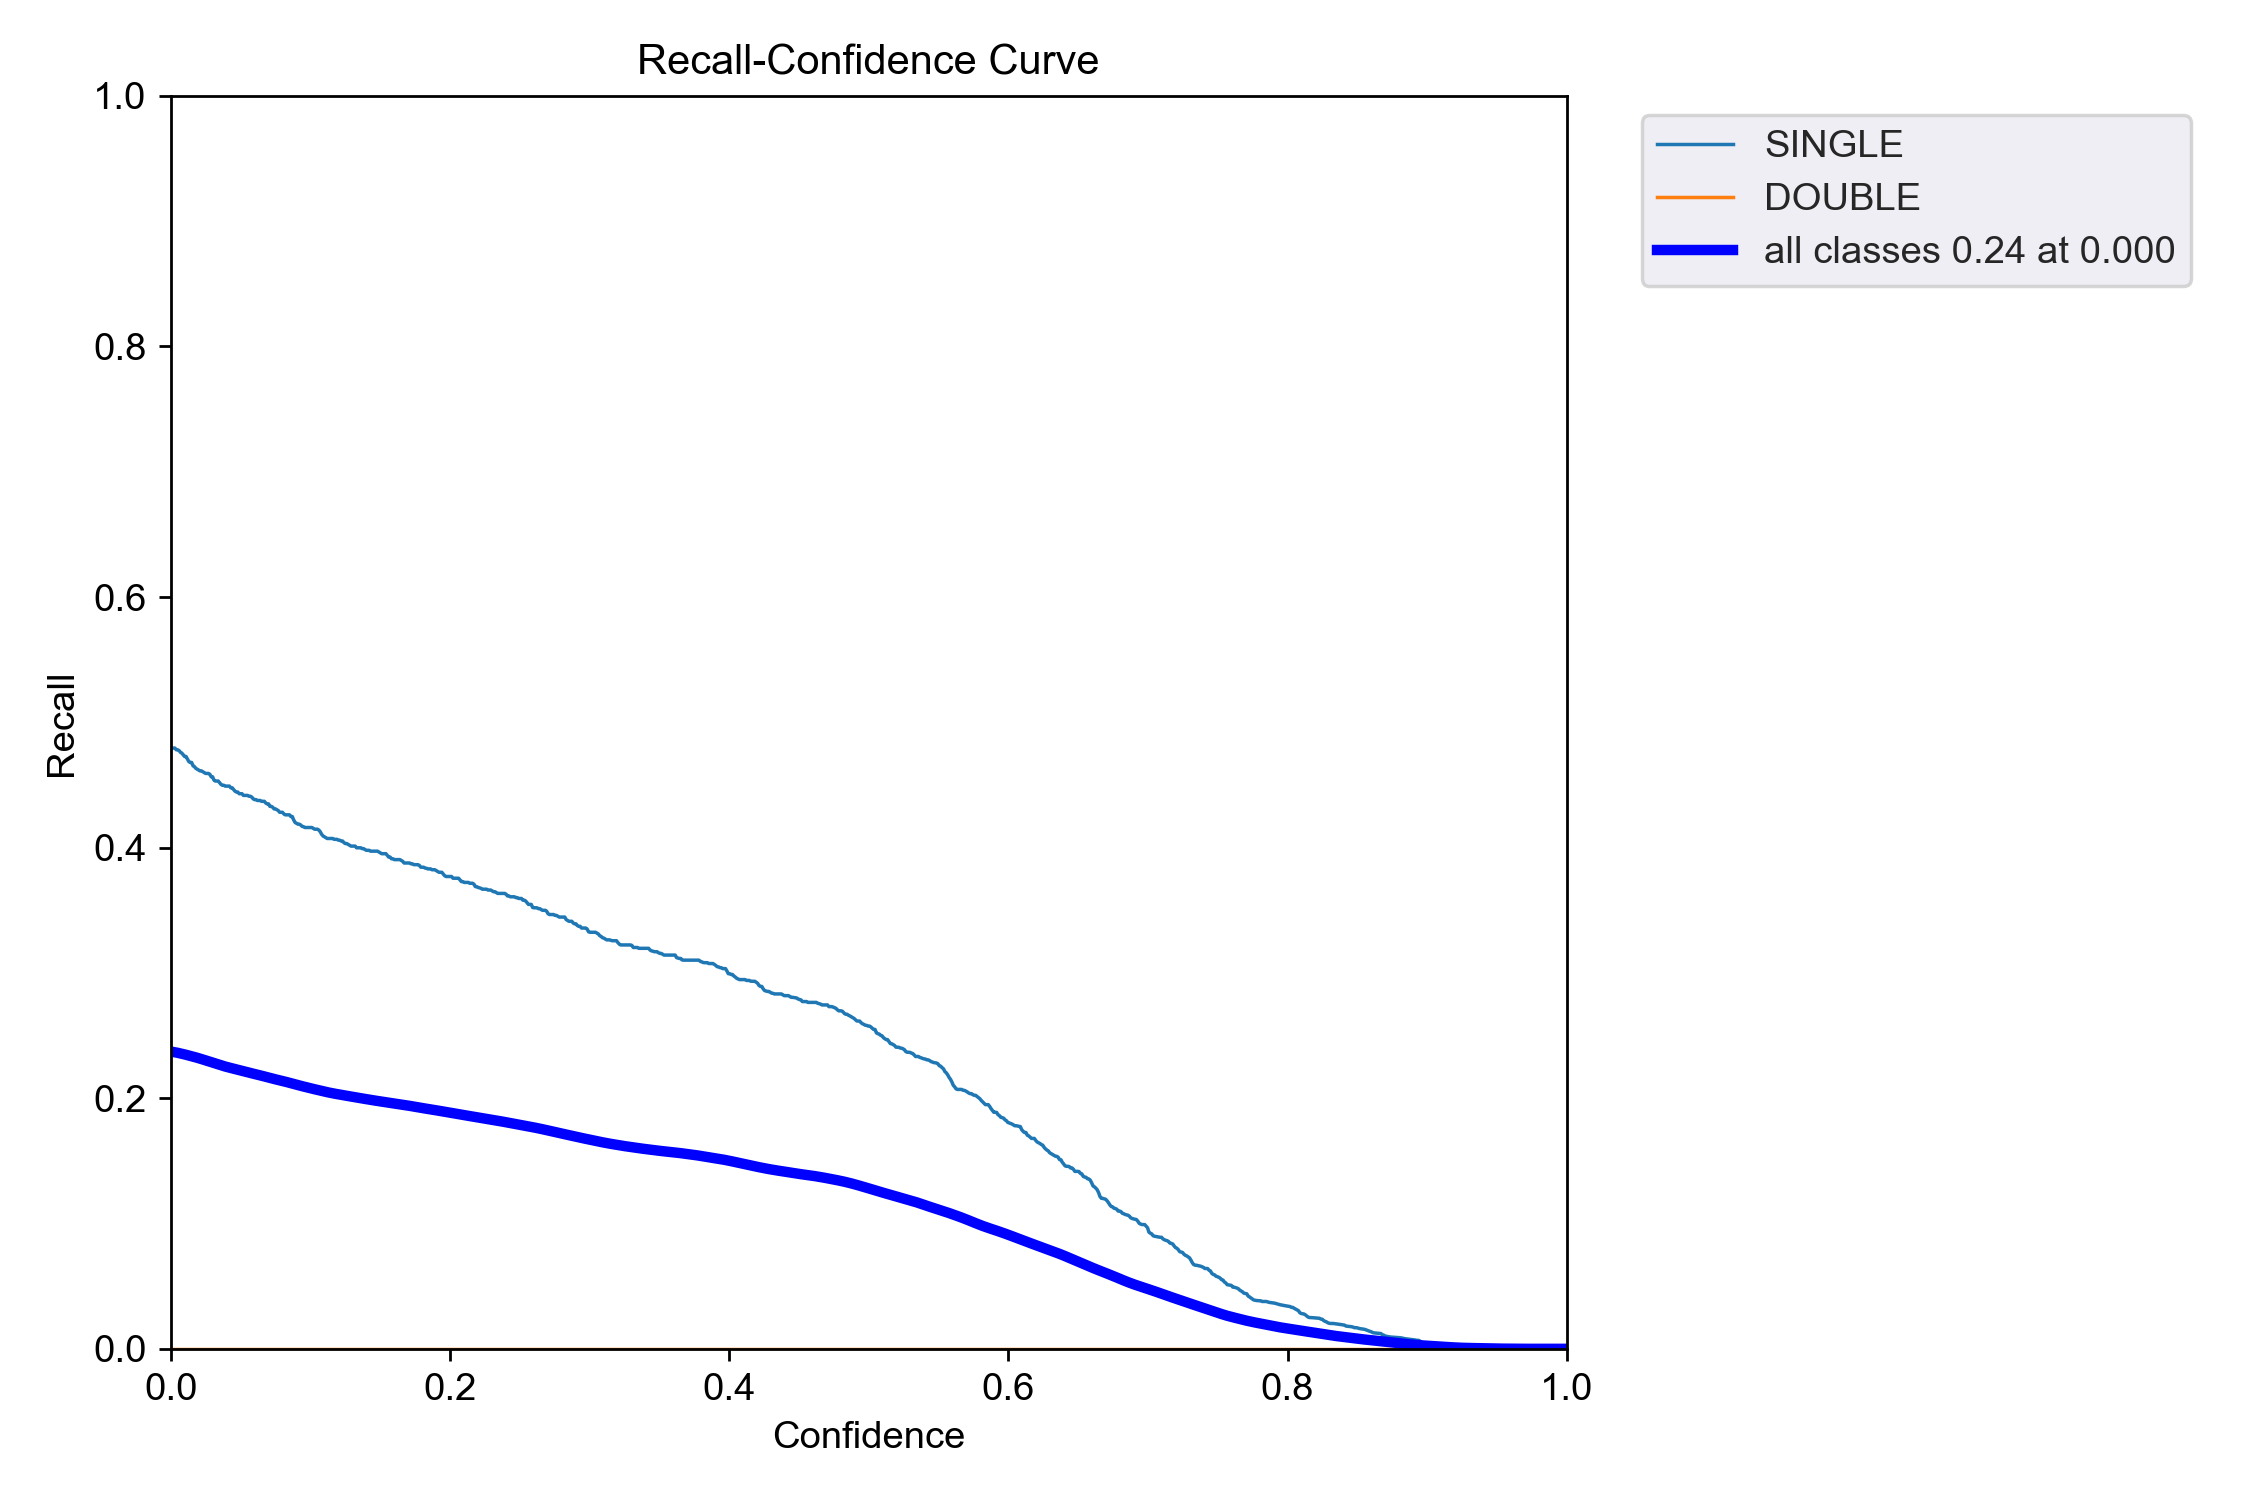 Recall-Confidence Curve
1.0
0.8
0.6
0.4
0.2
0.0
Recall
0.0 0.2 0.4 0.6 0.8 1.0
Confidence
SINGLE
DOUBLE
all classes 0.24 at 0.000